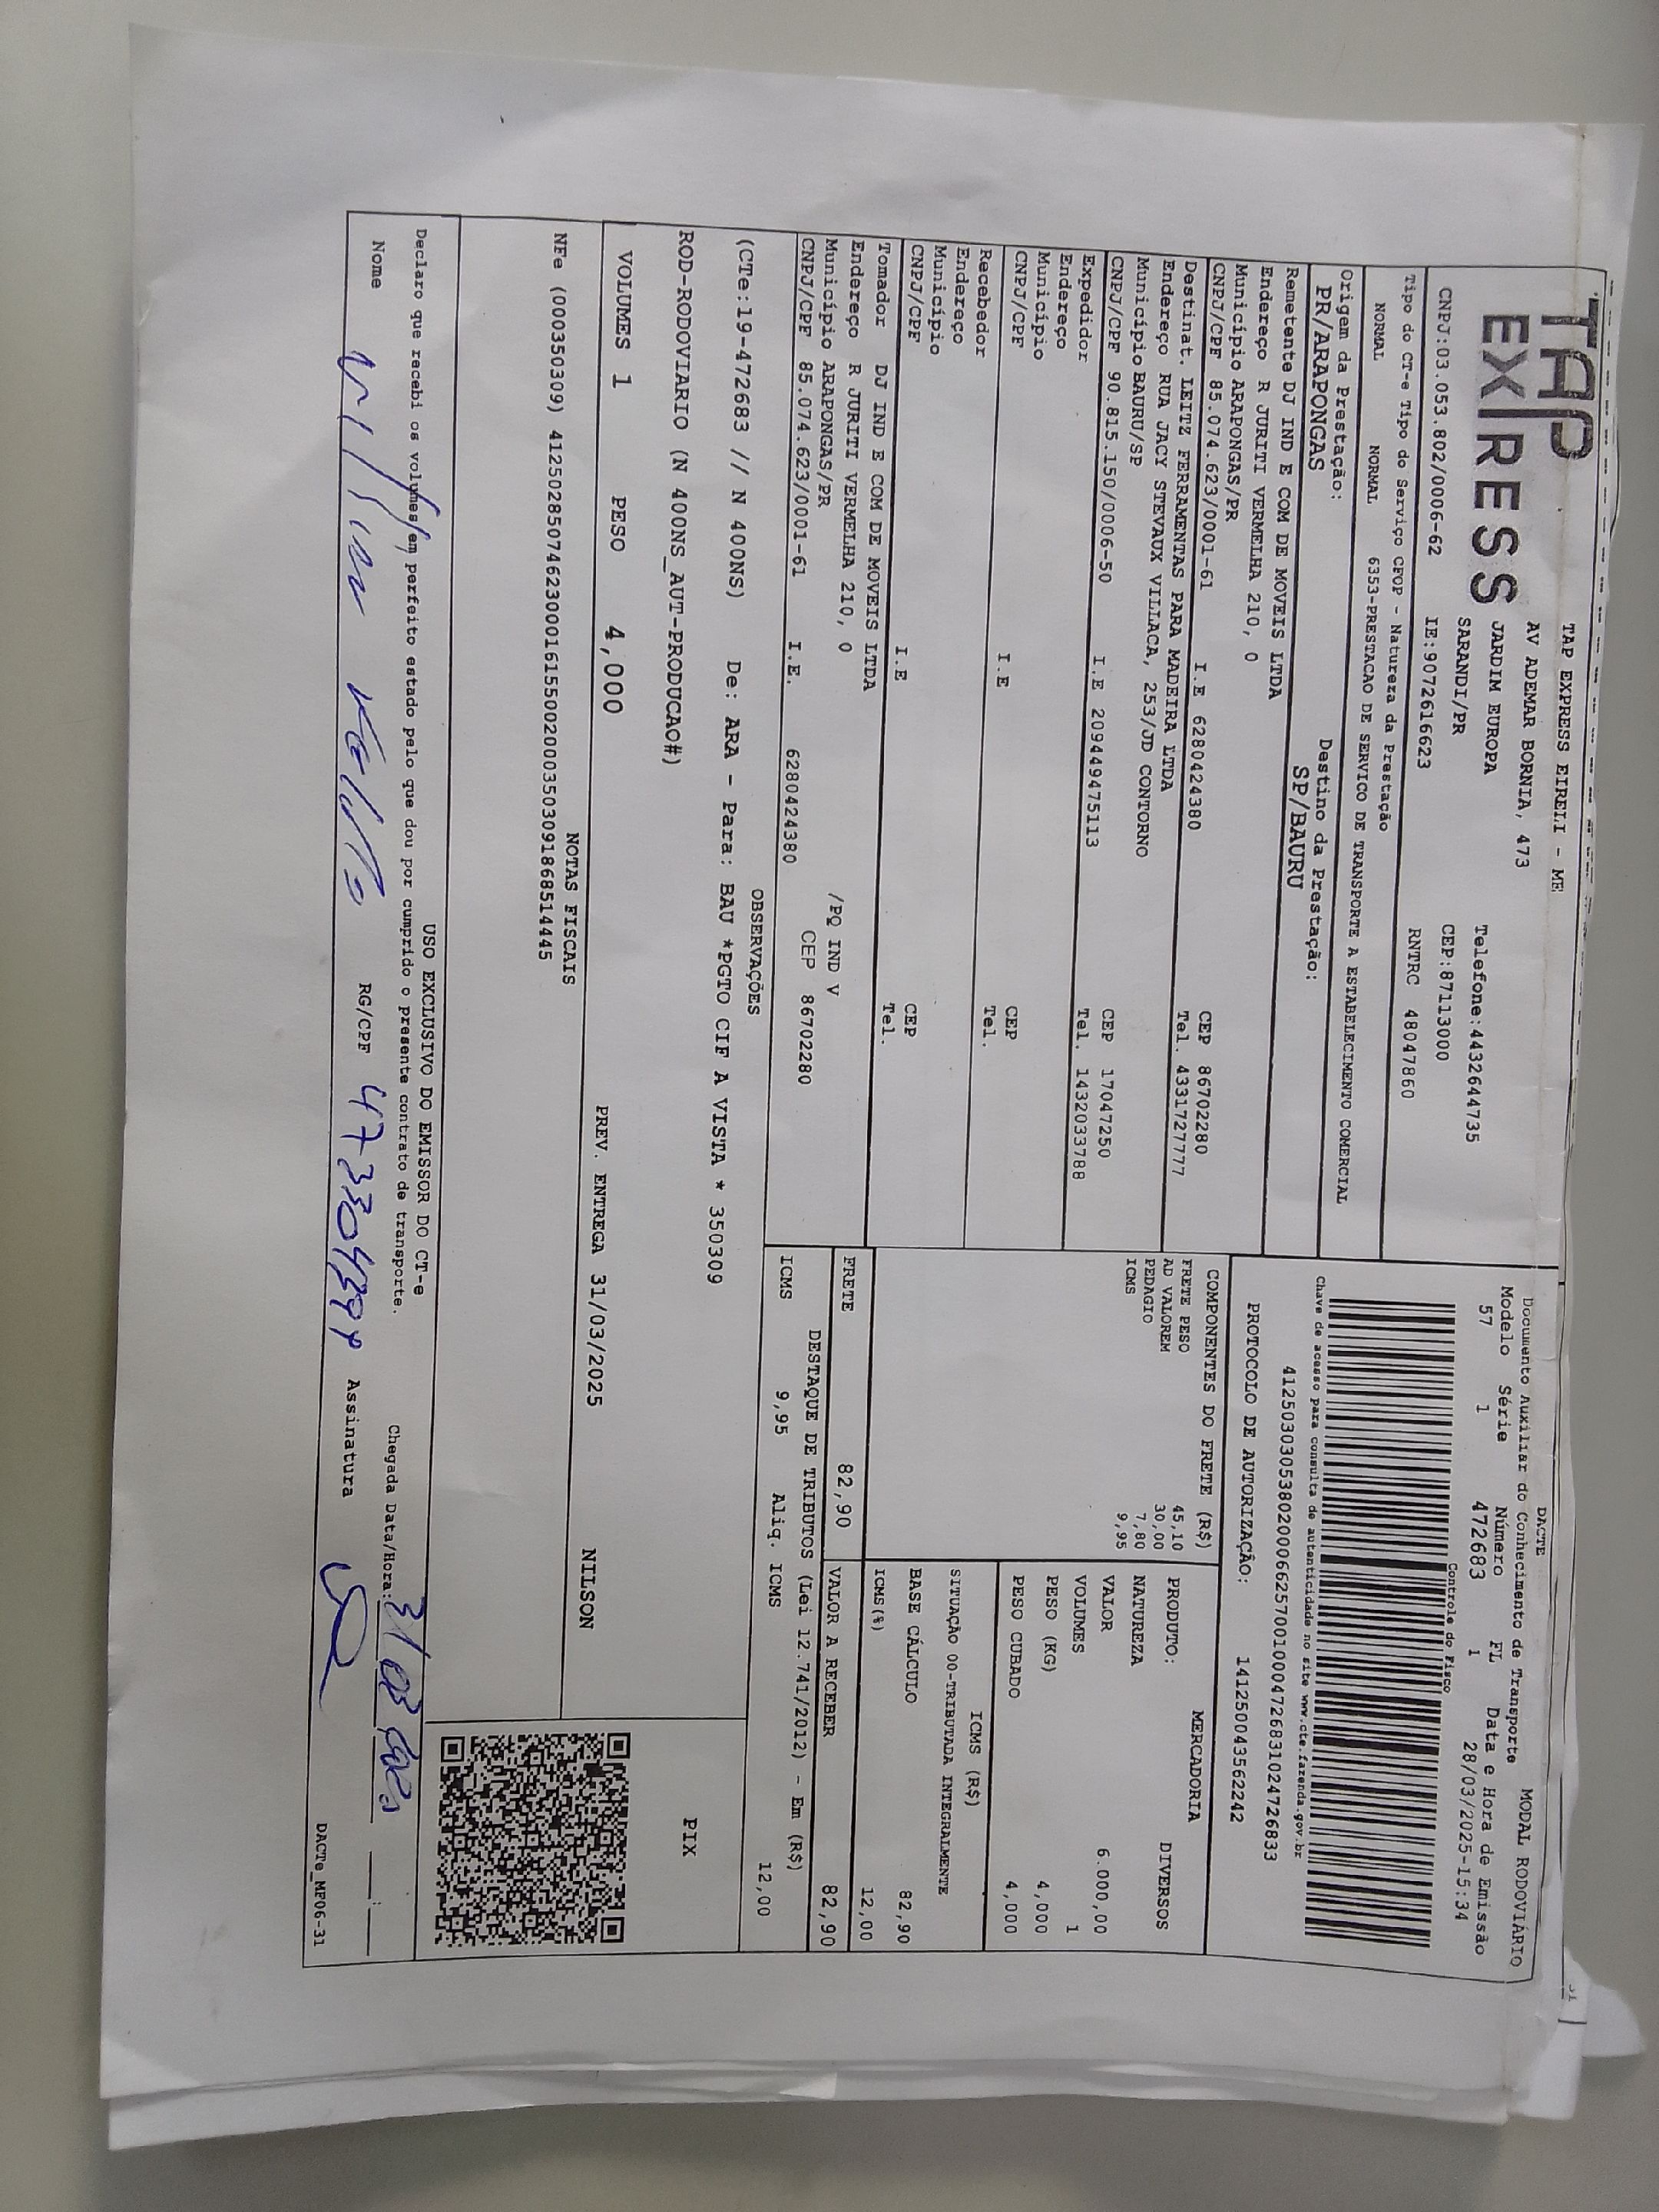 TAP
EXPRESS
TAP EXPRESS EIRELI - ME
AV ADEMAR BORNIA, 473
JARDIM EUROPA
SARANDI/PR
Telefone:4432644735
CEP:87113000
CNPJ:03.053.802/0006-62 IE:9072616623 RNTRC 48047860
DACTE
Documento Auxiliar do Conhecimento de Transporte MODAL RODOVIÁRIO
Modelo Série Número FL Data e Hora de Emissão
57 1 472683 1 28/03/2025-15:34
Controle do Fisco
Chave de acesso para consulta de autenticidade no site www.cte.fazenda.gov.br
41250303053802000662570010004726831024726833
PROTOCOLO DE AUTORIZAÇÃO: 141250043562242
Tipo do CT-e Tipo do Serviço CFOP - Natureza da Prestação
NORMAL NORMAL 6353-PRESTACAO DE SERVICO DE TRANSPORTE A ESTABELECIMENTO COMERCIAL
Origem da Prestação: Destino da Prestação:
PR/ARAPONGAS SP/BAURU
Remetente DJ IND E COM DE MOVEIS LTDA
Endereço R JURITI VERMELHA 210, 0
Município ARAPONGAS/PR CEP 86702280
CNPJ/CPF 85.074.623/0001-61 I.E 6280424380 Tel. 4331727777
Destinat. LEITZ FERRAMENTAS PARA MADEIRA LTDA
Endereço RUA JACY STEVAUX VILLACA, 253/JD CONTORNO
Município BAURU/SP CEP 17047250
CNPJ/CPF 90.815.150/0006-50 I.E 209449475113 Tel. 1432033788
Expedidor
Endereço
Município CEP
CNPJ/CPF I.E Tel.
Recebedor
Endereço
Município CEP
CNPJ/CPF I.E Tel.
Tomador DJ IND E COM DE MOVEIS LTDA
Endereço R JURITI VERMELHA 210, 0 /PQ IND V
Município ARAPONGAS/PR CEP 86702280
CNPJ/CPF 85.074.623/0001-61 I.E. 6280424380
COMPONENTES DO FRETE (R$)
FRETE PESO 45,10
AD VALOREM 30,00
PEDAGIO 7,80
ICMS 9,95
MERCADORIA
PRODUTO: DIVERSOS
NATUREZA
VALOR 6.000,00
VOLUMES 1
PESO (KG) 4,000
PESO CUBADO 4,000
ICMS (R$)
SITUAÇÃO 00-TRIBUTADA INTEGRALMENTE
BASE CÁLCULO 82,90
ICMS(%) 12,00
FRETE 82,90 VALOR A RECEBER 82,90
DESTAQUE DE TRIBUTOS (Lei 12.741/2012) - Em (R$)
ICMS 9,95 Aliq. ICMS 12,00
OBSERVAÇÕES
(CTe:19-472683 // N 400NS) De: ARA - Para: BAU *PGTO CIF A VISTA * 350309
ROD-RODOVIARIO (N 400NS_AUT-PRODUCAO#)
PIX
VOLUMES 1 PESO 4,000 PREV. ENTREGA 31/03/2025 NILSON
NOTAS FISCAIS
NFe (000350309) 41250285074623000161550020003503091868514445
USO EXCLUSIVO DO EMISSOR DO CT-e
Declaro que recebi os volumes em perfeito estado pelo que dou por cumprido o presente contrato de transporte. Chegada Data/Hora: 31/03 :
Nome RG/CPF Assinatura
DACTe_MP06-31